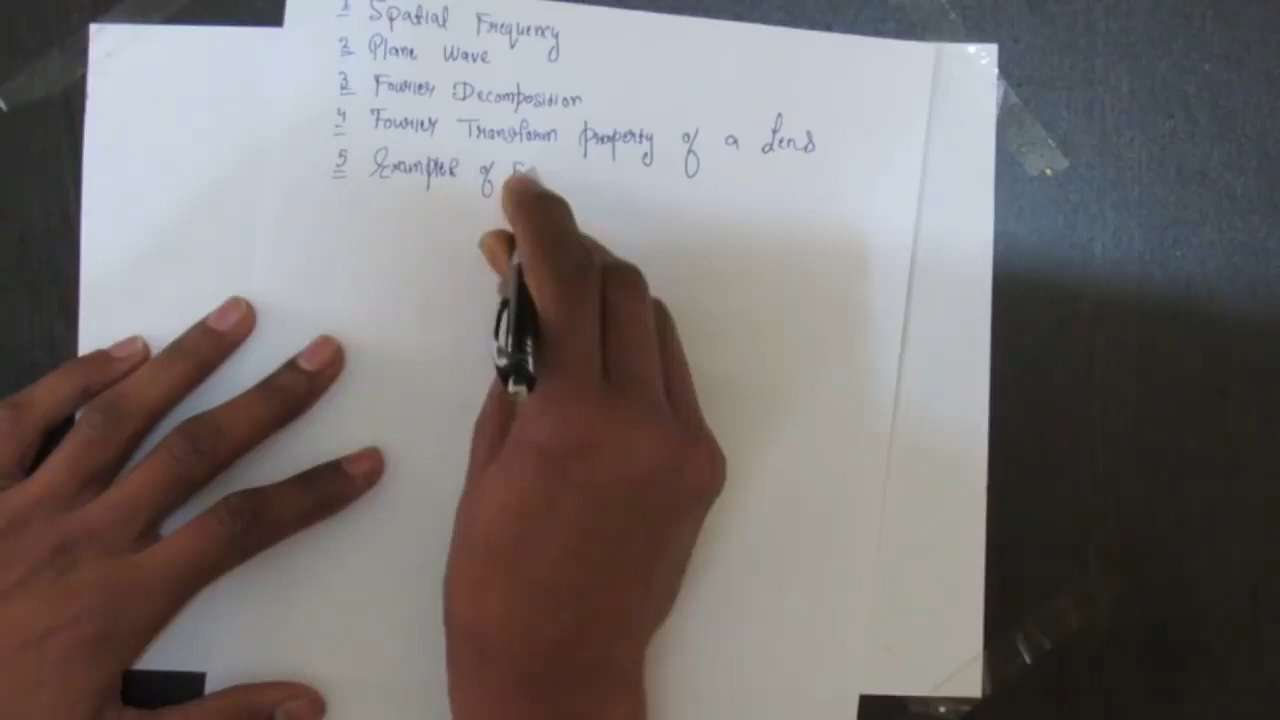 1 Spatial Frequency
2 Plane Wave
3 Fourier Decomposition
4 Fourier Transform property of a Lens
5 Examples of